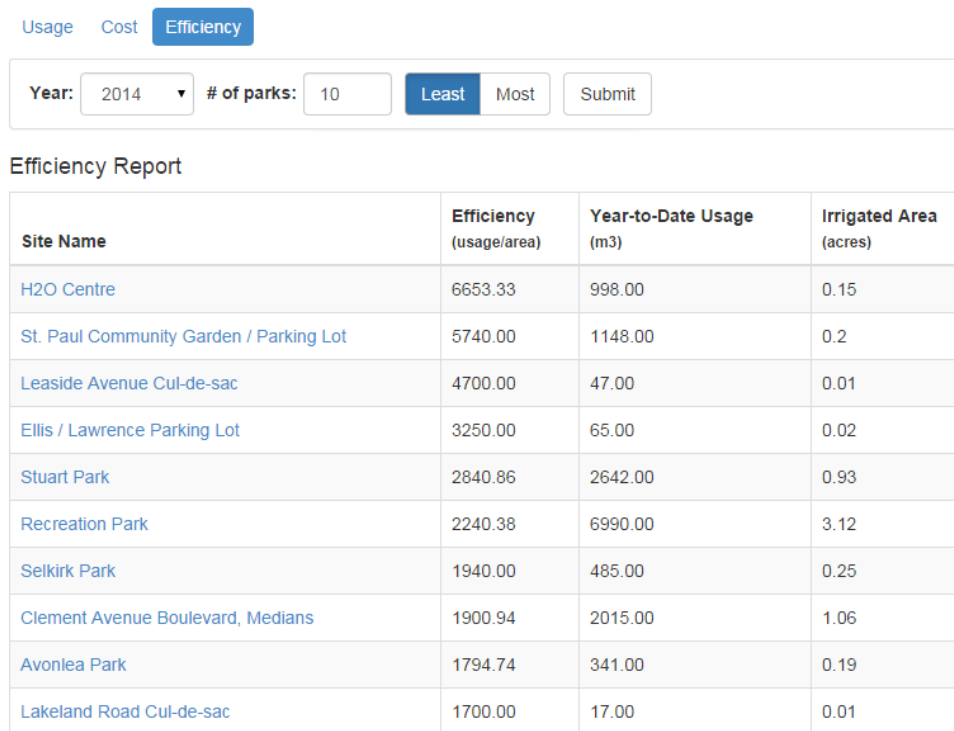 Usage Cost Efficiency
Year: 2014 # of parks: 10 Least Most Submit
Efficiency Report
Site Name Efficiency (usage/area) Year-to-Date Usage (m3) Irrigated Area (acres)
H2O Centre 6653.33 998.00 0.15
St. Paul Community Garden / Parking Lot 5740.00 1148.00 0.2
Leaside Avenue Cul-de-sac 4700.00 47.00 0.01
Ellis / Lawrence Parking Lot 3250.00 65.00 0.02
Stuart Park 2840.86 2642.00 0.93
Recreation Park 2240.38 6990.00 3.12
Selkirk Park 1940.00 485.00 0.25
Clement Avenue Boulevard, Medians 1900.94 2015.00 1.06
Avonlea Park 1794.74 341.00 0.19
Lakeland Road Cul-de-sac 1700.00 17.00 0.01